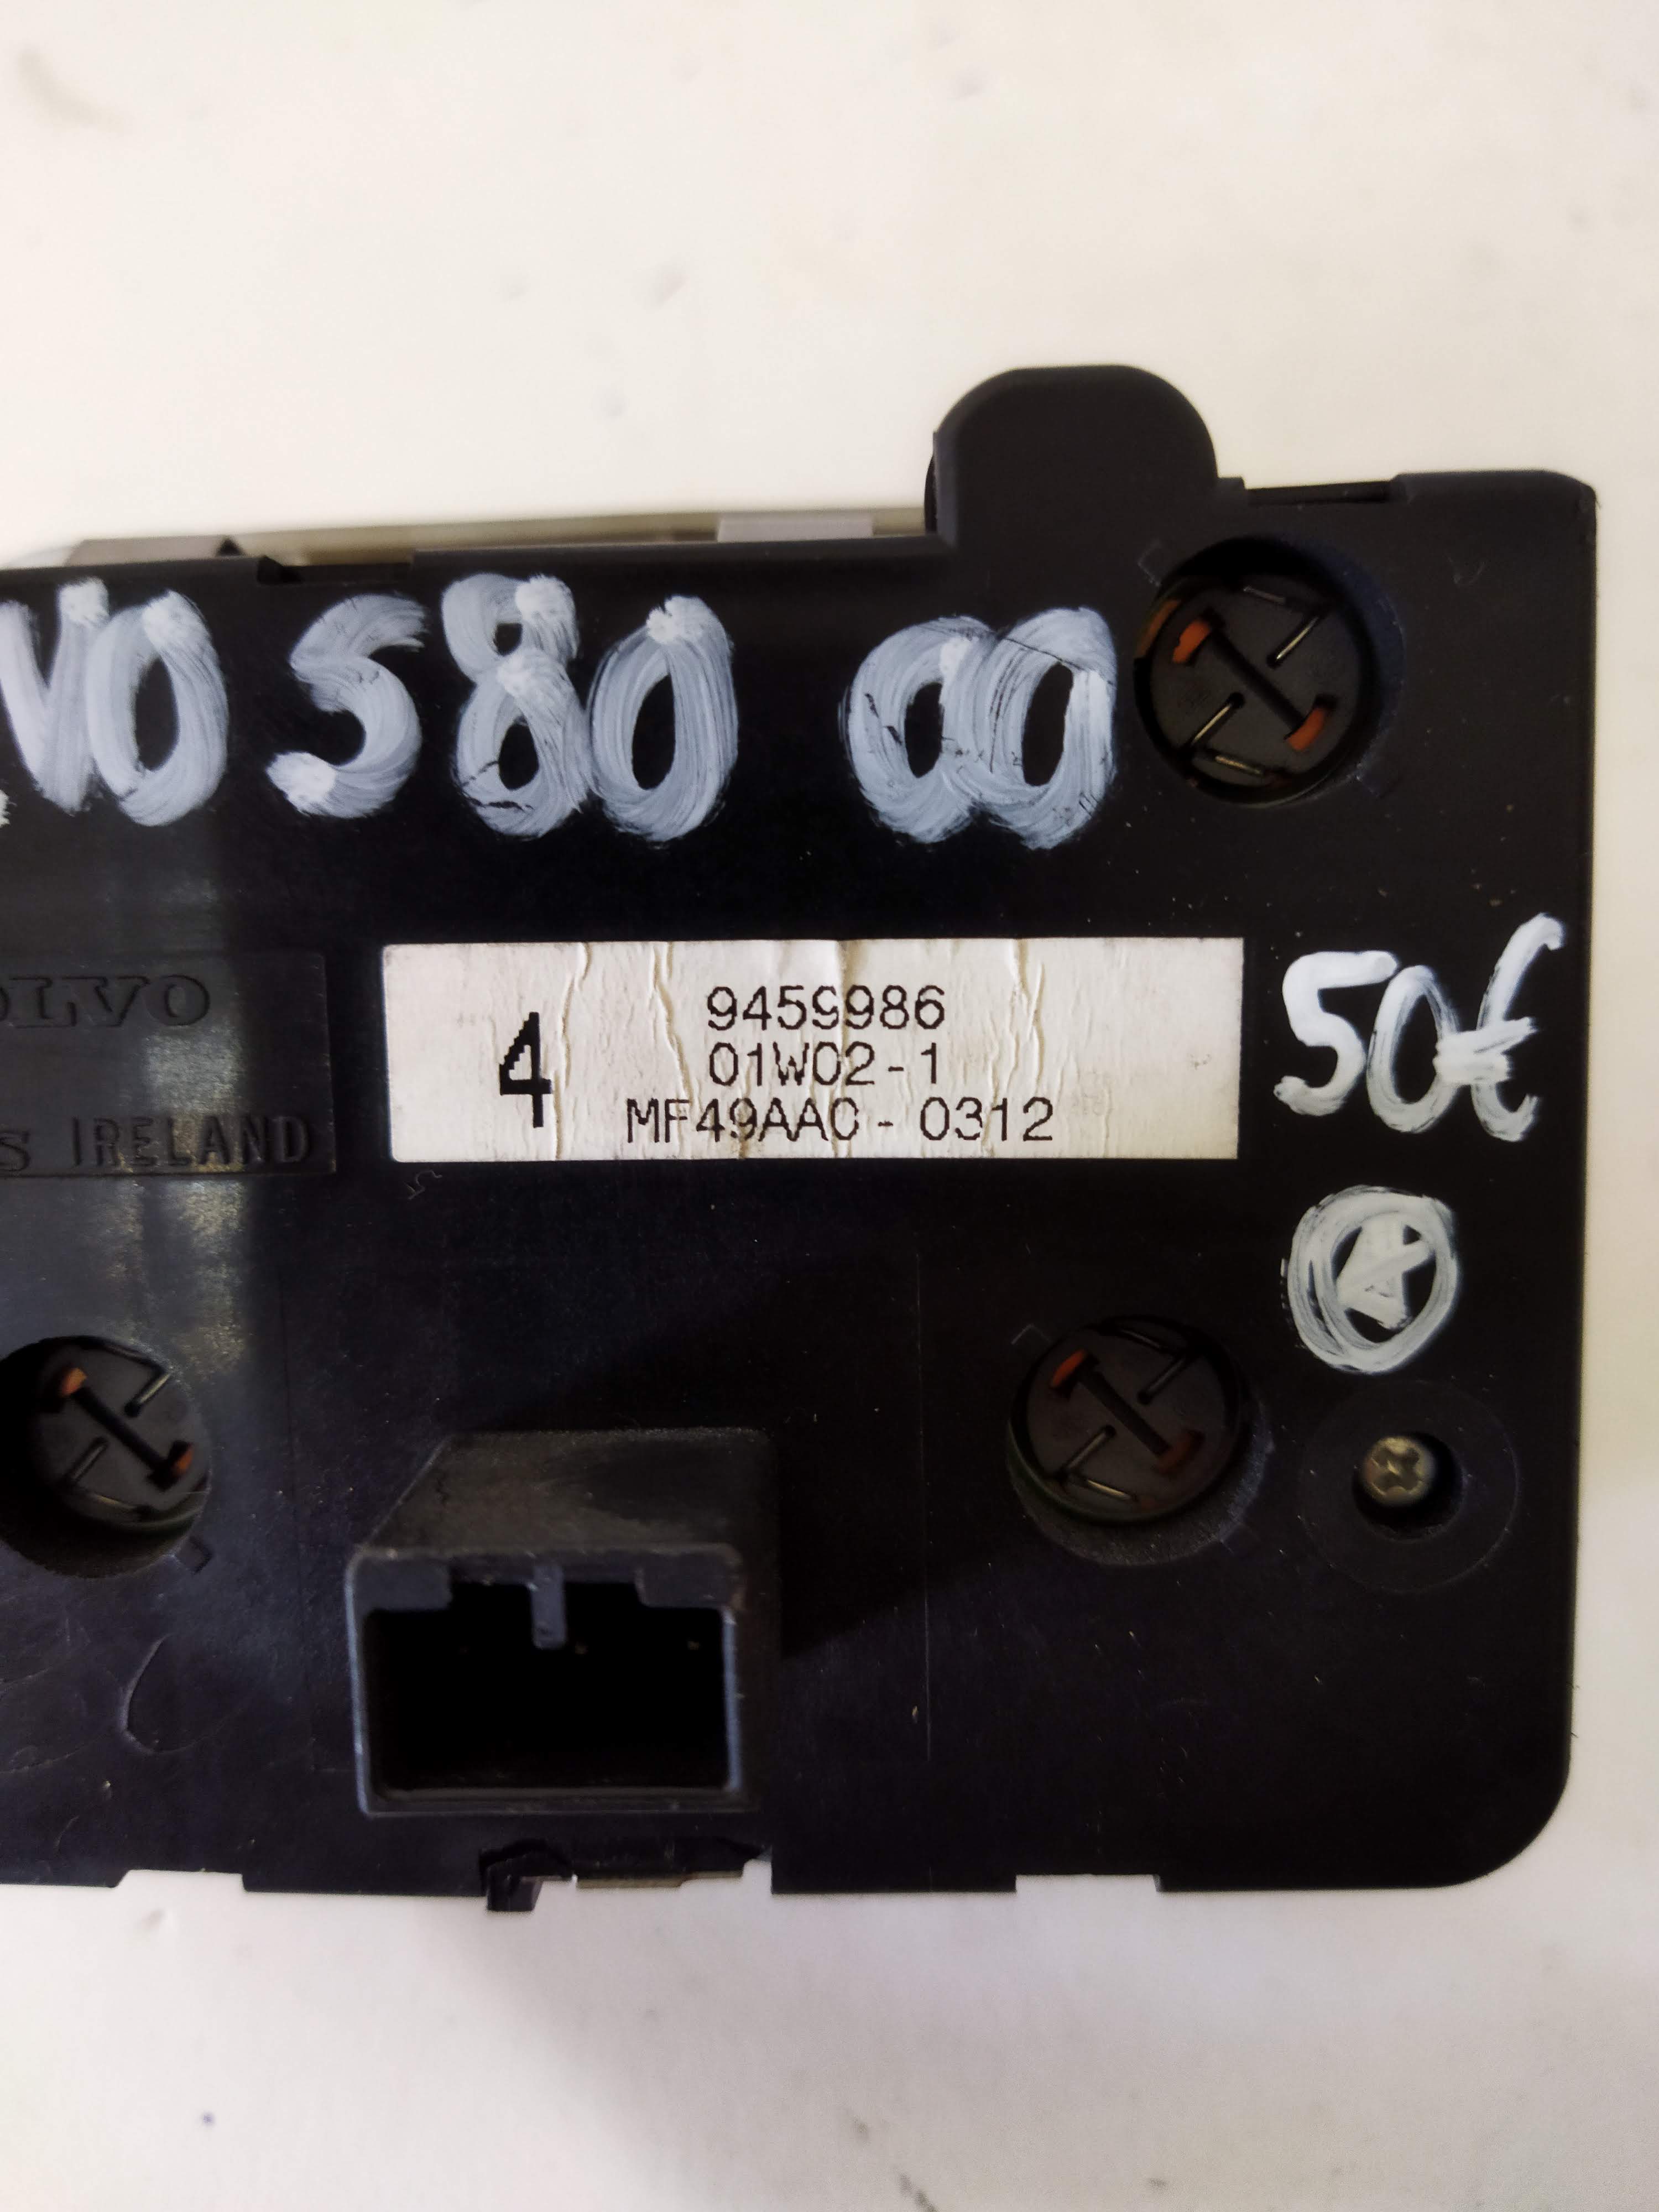 VO S80 00
OLVO
S IRELAND
4
9459986
01W02-1
MF49AAC-0312
50€
A